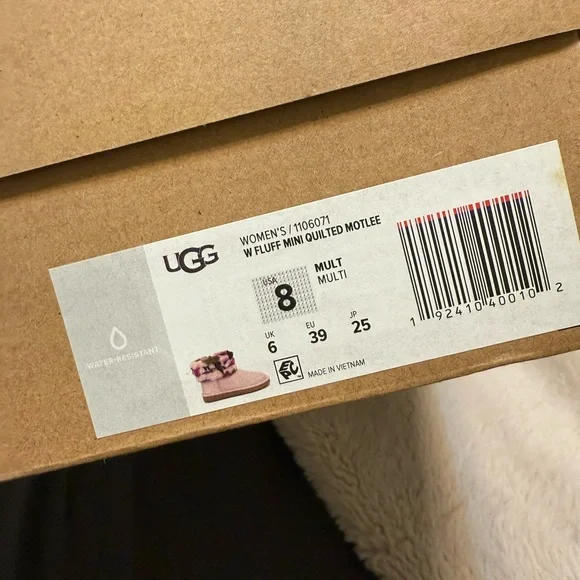 UGG
WOMEN'S / 1106071
W FLUFF MINI QUILTED MOTLEE
USA
8
MULT
MULTI
UK
6
EU
39
JP
25
MADE IN VIETNAM
WATER-RESISTANT
1 92410 40010 2